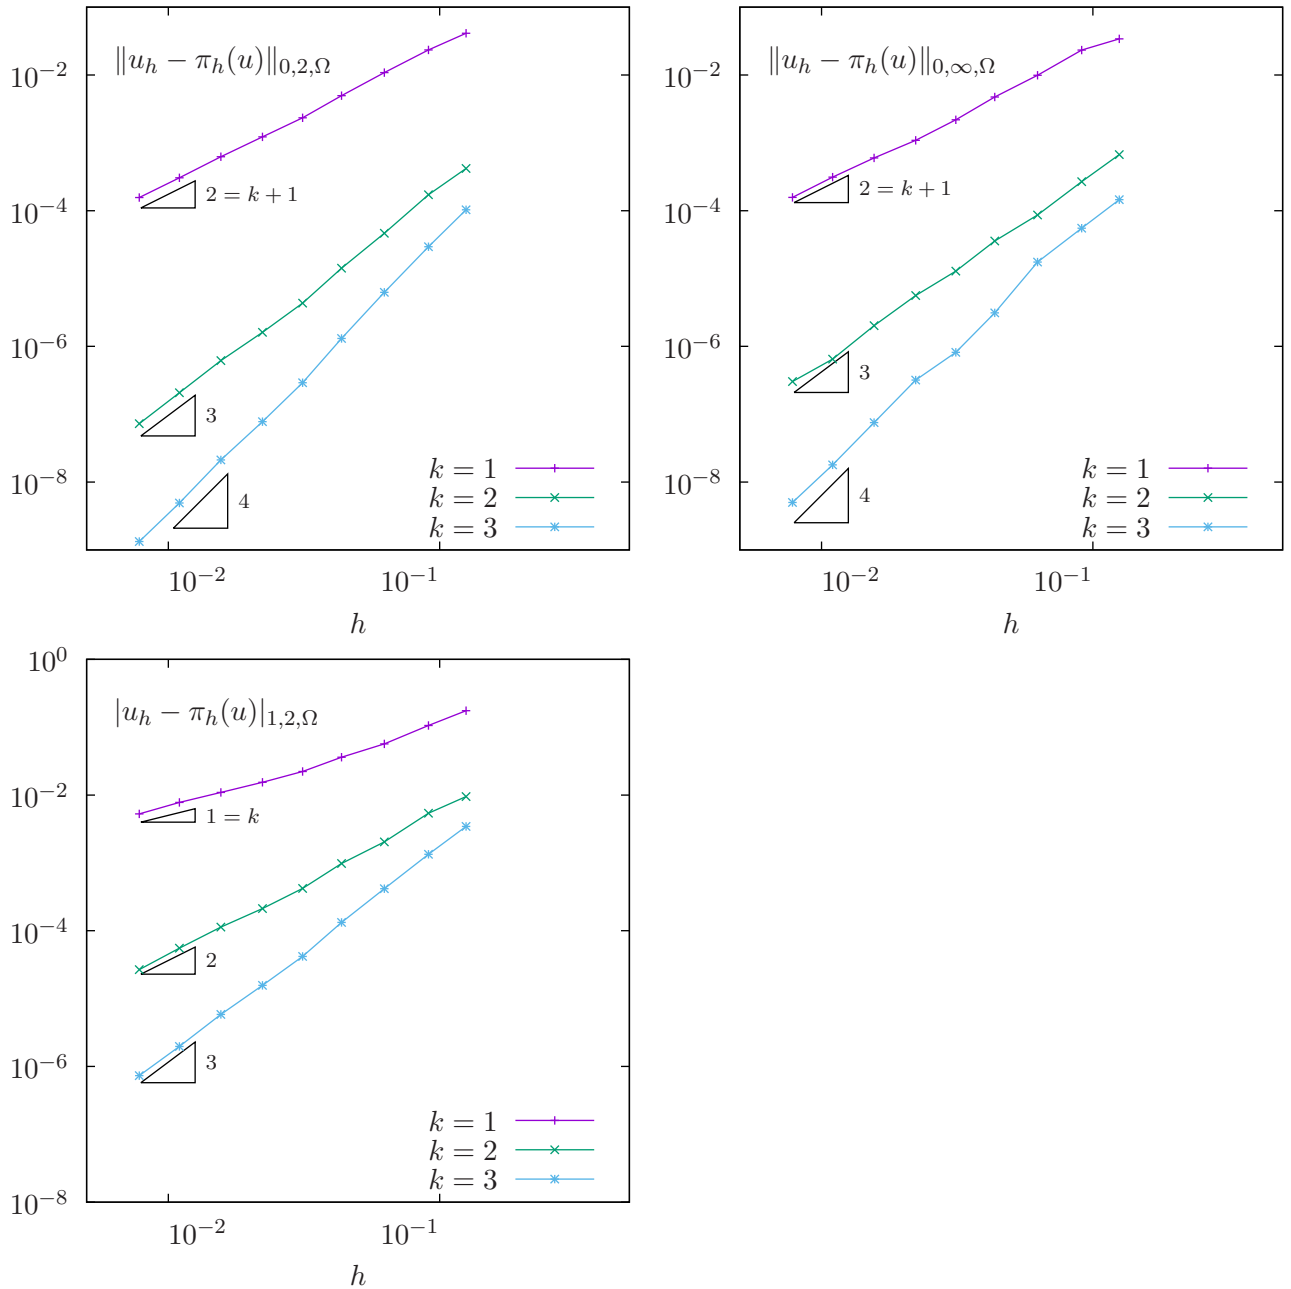 ‖u_h − π_h(u)‖_{0,2,Ω}
10^{−2}
10^{−4}
10^{−6}
10^{−8}
2 = k + 1
3
4
k = 1
k = 2
k = 3
10^{−2} 10^{−1}
h
‖u_h − π_h(u)‖_{0,∞,Ω}
10^{−2}
10^{−4}
10^{−6}
10^{−8}
2 = k + 1
3
4
k = 1
k = 2
k = 3
10^{−2} 10^{−1}
h
10^{0}
|u_h − π_h(u)|_{1,2,Ω}
10^{−2}
10^{−4}
10^{−6}
10^{−8}
1 = k
2
3
k = 1
k = 2
k = 3
10^{−2} 10^{−1}
h